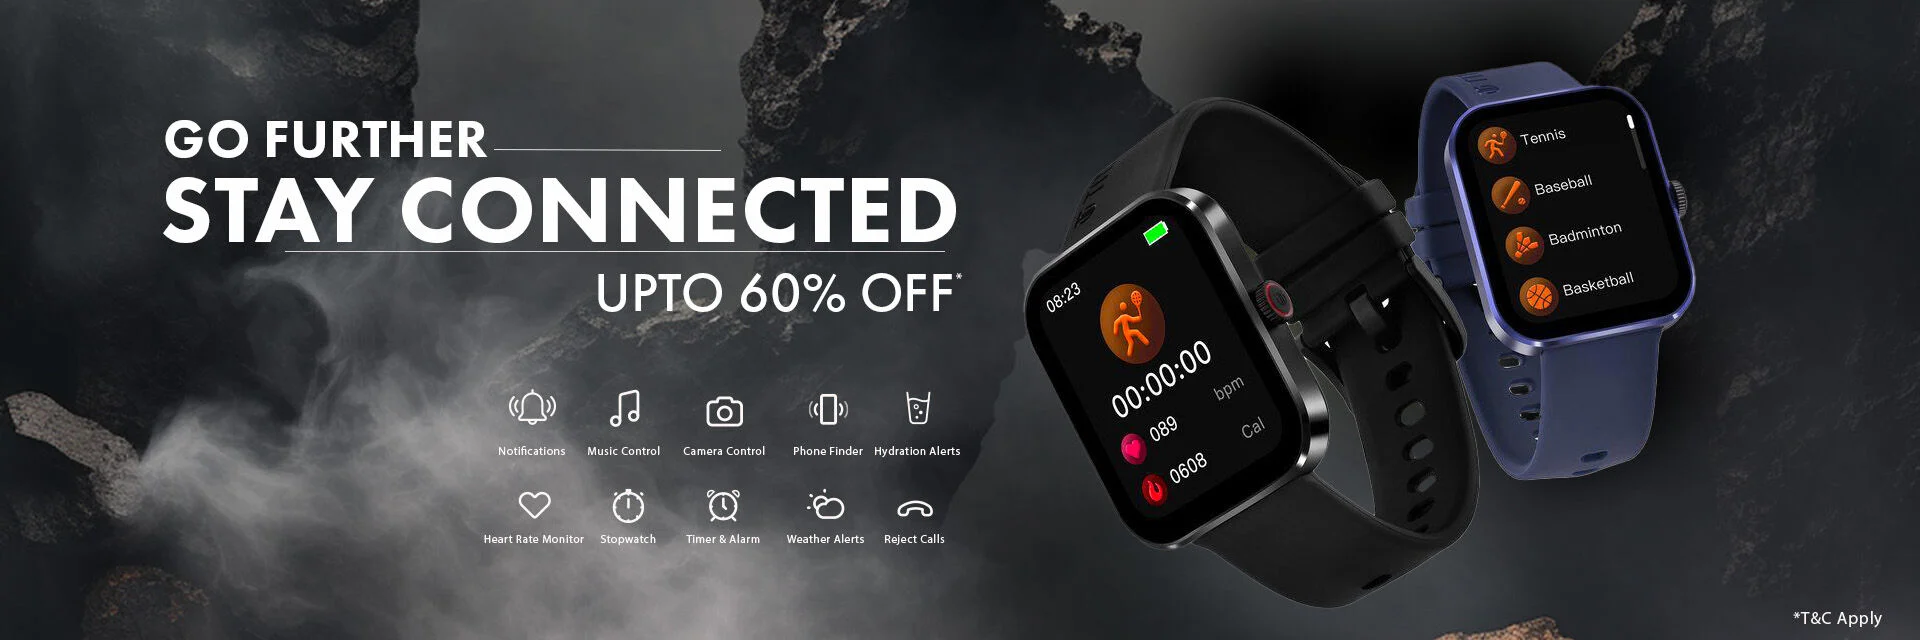 GO FURTHER
STAY CONNECTED
UPTO 60% OFF*
Notifications
Music Control
Camera Control
Phone Finder
Hydration Alerts
Heart Rate Monitor
Stopwatch
Timer & Alarm
Weather Alerts
Reject Calls
08:23
00:00:00
089
bpm
0608
Cal
Tennis
Baseball
Badminton
Basketball
*T&C Apply